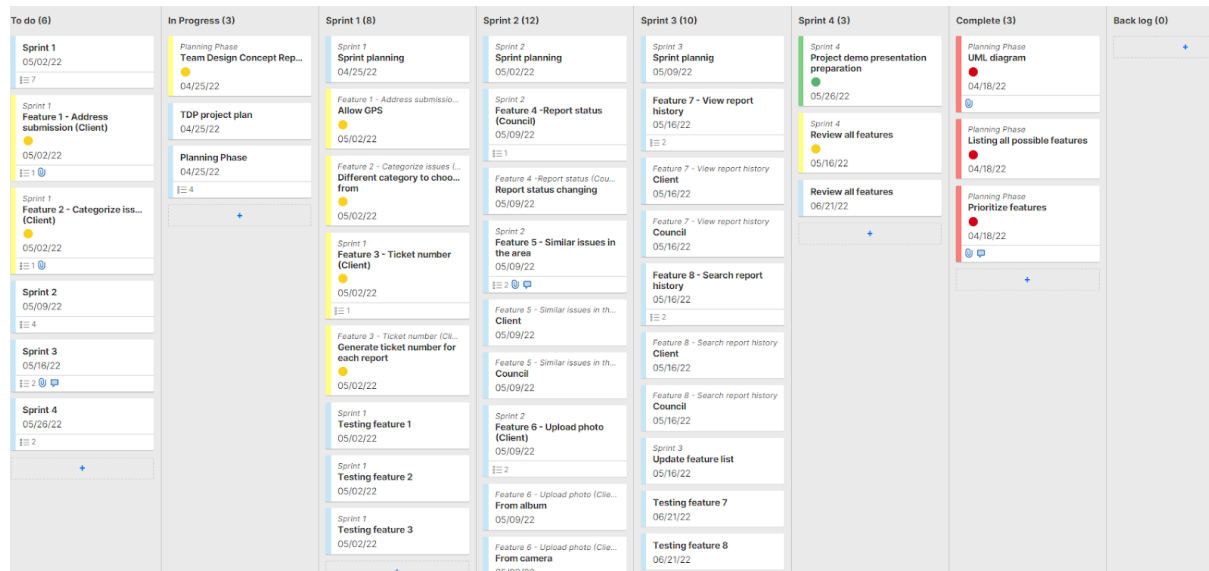 To do (6)
Sprint 1
05/02/22
7
Sprint 1
Feature 1 - Address
submission (Client)
05/02/22
1
Sprint 1
Feature 2 - Categorize iss...
(Client)
05/02/22
1
Sprint 2
05/09/22
4
Sprint 3
05/16/22
2
Sprint 4
05/26/22
2
+
In Progress (3)
Planning Phase
Team Design Concept Rep...
04/25/22
TDP project plan
04/25/22
Planning Phase
04/25/22
4
+
Sprint 1 (8)
Sprint 1
Sprint planning
04/25/22
Feature 1 - Address submissio...
Allow GPS
05/02/22
Feature 2 - Categorize issues (...
Different category to choo...
from
05/02/22
Sprint 1
Feature 3 - Ticket number
(Client)
05/02/22
1
Feature 3 - Ticket number (Cli...
Generate ticket number for
each report
05/02/22
Sprint 1
Testing feature 1
05/02/22
Sprint 1
Testing feature 2
05/02/22
Sprint 1
Testing feature 3
05/02/22
Sprint 2 (12)
Sprint 2
Sprint planning
05/02/22
Sprint 2
Feature 4 -Report status
(Council)
05/09/22
1
Feature 4 -Report status (Cou...
Report status changing
05/09/22
Sprint 2
Feature 5 - Similar issues in
the area
05/09/22
2
Feature 5 - Similar issues in th...
Client
05/09/22
Feature 5 - Similar issues in th...
Council
05/09/22
Sprint 2
Feature 6 - Upload photo
(Client)
05/09/22
2
Feature 6 - Upload photo (Clie...
From album
05/09/22
Feature 6 - Upload photo (Clie...
From camera
Sprint 3 (10)
Sprint 3
Sprint plannig
05/09/22
Feature 7 - View report
history
05/16/22
2
Feature 7 - View report history
Client
05/16/22
Feature 7 - View report history
Council
05/16/22
Feature 8 - Search report
history
05/16/22
2
Feature 8 - Search report history
Client
05/16/22
Feature 8 - Search report history
Council
05/16/22
Sprint 3
Update feature list
05/16/22
Testing feature 7
06/21/22
Testing feature 8
06/21/22
Sprint 4 (3)
Sprint 4
Project demo presentation
preparation
05/26/22
Sprint 4
Review all features
05/16/22
Review all features
06/21/22
+
Complete (3)
Planning Phase
UML diagram
04/18/22
Planning Phase
Listing all possible features
04/18/22
Planning Phase
Prioritize features
04/18/22
+
Back log (0)
+